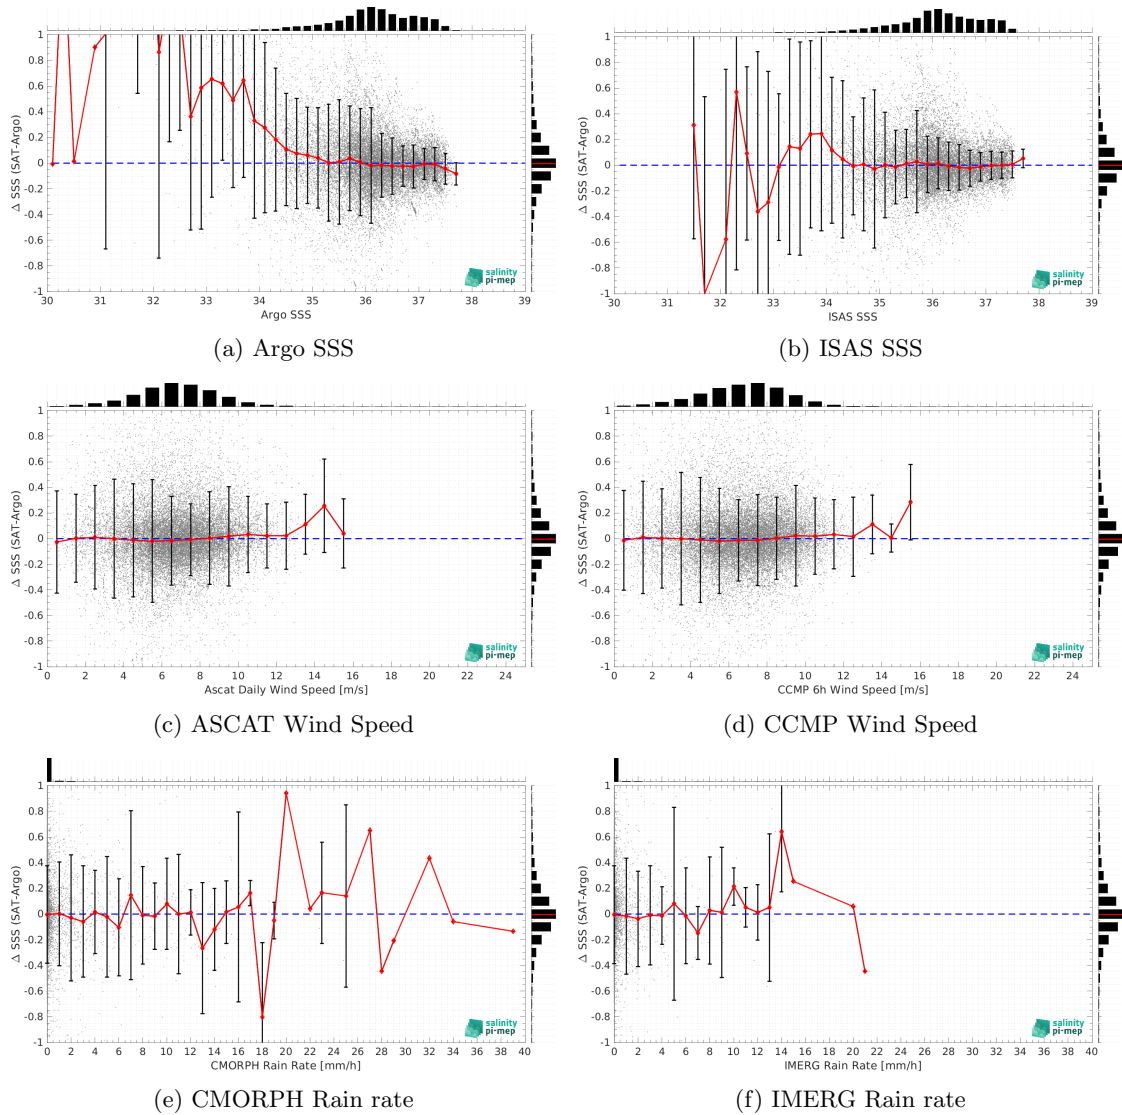 1
0.8
0.6
0.4
0.2
0
-0.2
-0.4
-0.6
-0.8
-1
Δ SSS (SAT-Argo)
salinity
pi-mep
30 31 32 33 34 35 36 37 38 39
Argo SSS
(a) Argo SSS
1
0.8
0.6
0.4
0.2
0
-0.2
-0.4
-0.6
-0.8
-1
Δ SSS (SAT-Argo)
salinity
pi-mep
30 31 32 33 34 35 36 37 38 39
ISAS SSS
(b) ISAS SSS
1
0.8
0.6
0.4
0.2
0
-0.2
-0.4
-0.6
-0.8
-1
Δ SSS (SAT-Argo)
salinity
pi-mep
0 2 4 6 8 10 12 14 16 18 20 22 24
Ascat Daily Wind Speed [m/s]
(c) ASCAT Wind Speed
1
0.8
0.6
0.4
0.2
0
-0.2
-0.4
-0.6
-0.8
-1
Δ SSS (SAT-Argo)
salinity
pi-mep
0 2 4 6 8 10 12 14 16 18 20 22 24
CCMP 6h Wind Speed [m/s]
(d) CCMP Wind Speed
1
0.8
0.6
0.4
0.2
0
-0.2
-0.4
-0.6
-0.8
-1
Δ SSS (SAT-Argo)
salinity
pi-mep
0 2 4 6 8 10 12 14 16 18 20 22 24 26 28 30 32 34 36 38 40
CMORPH Rain Rate [mm/h]
(e) CMORPH Rain rate
1
0.8
0.6
0.4
0.2
0
-0.2
-0.4
-0.6
-0.8
-1
Δ SSS (SAT-Argo)
salinity
pi-mep
0 2 4 6 8 10 12 14 16 18 20 22 24 26 28 30 32 34 36 38 40
IMERG Rain Rate [mm/h]
(f) IMERG Rain rate